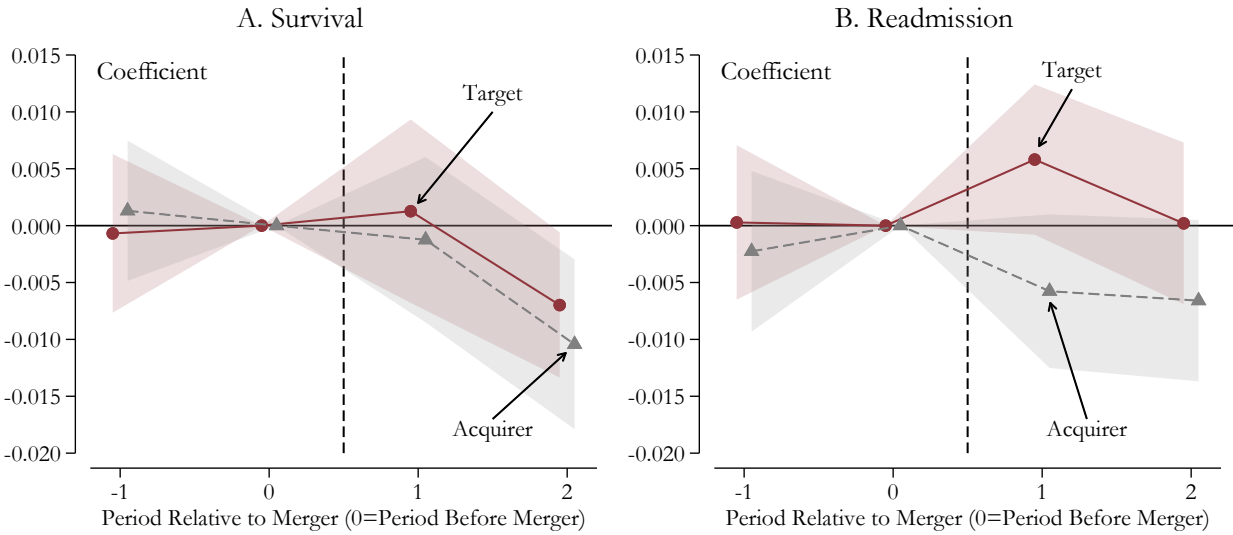 A. Survival
0.015
Coefficient
Target
0.010
0.005
0.000
-0.005
-0.010
-0.015
Acquirer
-0.020
-1 0 1 2
Period Relative to Merger (0=Period Before Merger)
B. Readmission
0.015
Coefficient
Target
0.010
0.005
0.000
-0.005
-0.010
-0.015
Acquirer
-0.020
-1 0 1 2
Period Relative to Merger (0=Period Before Merger)